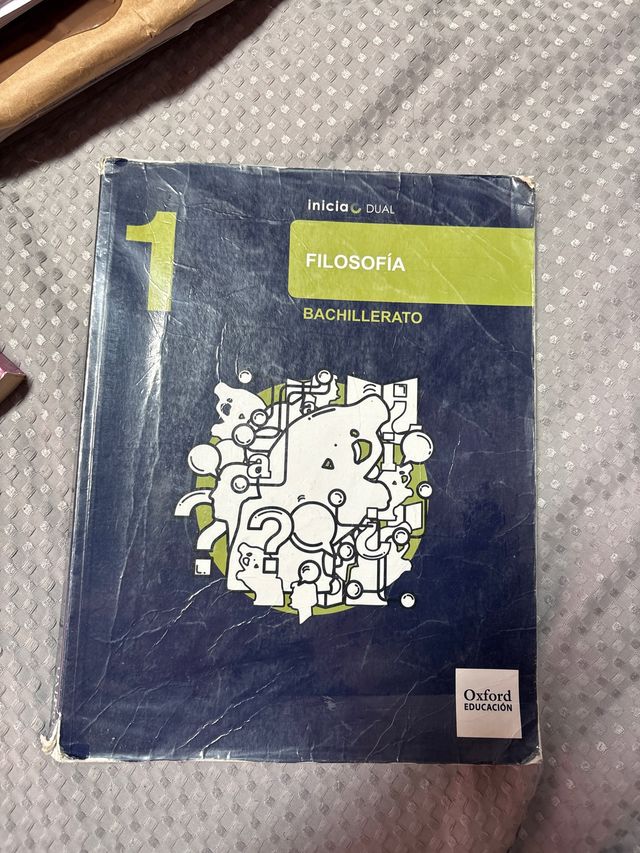 inicia DUAL
1
FILOSOFÍA
BACHILLERATO
a
a
?
?
?
?
Oxford
EDUCACIÓN